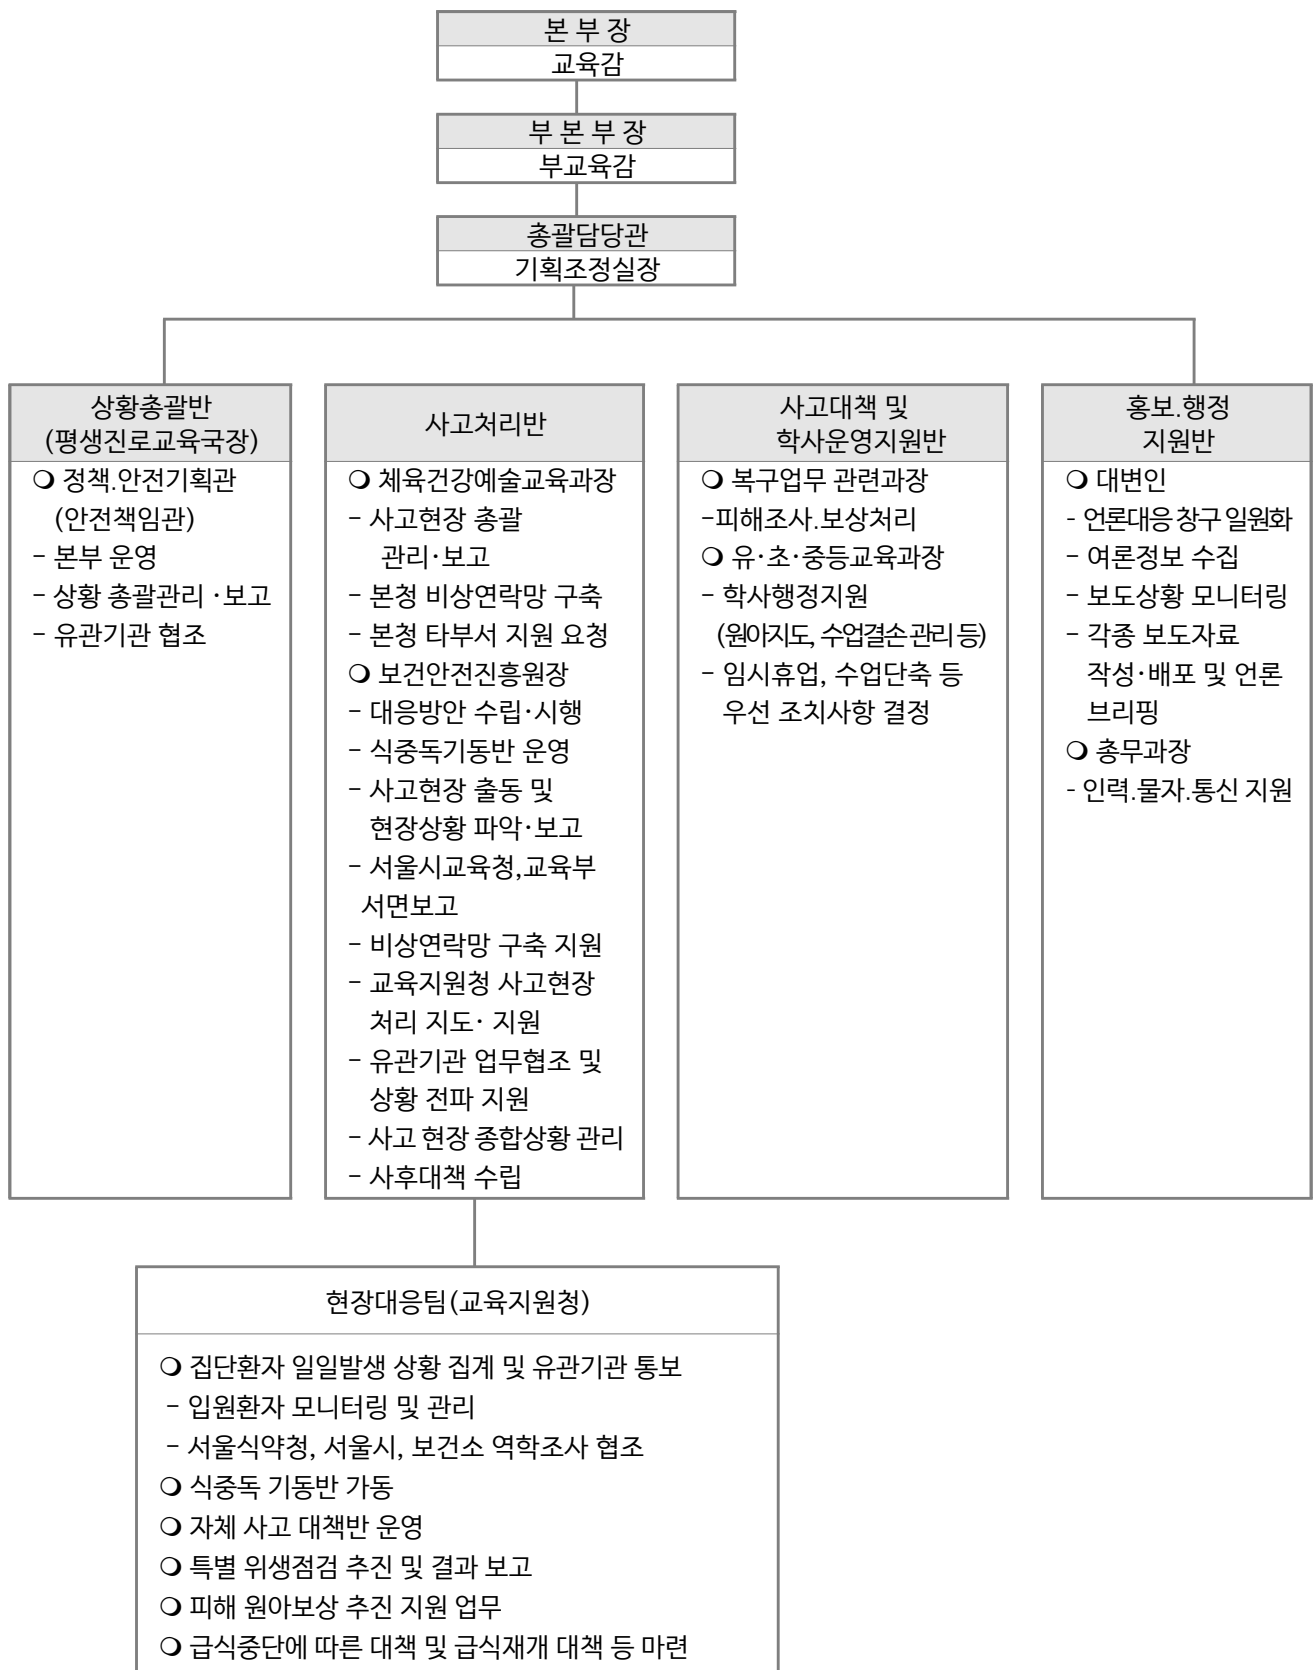 본 부 장
교육감
부 본 부 장
부교육감
총괄담당관
기획조정실장
상황총괄반
(평생진로교육국장)
❍ 정책.안전기획관
(안전책임관)
- 본부 운영
- 상황 총괄관리 ·보고
- 유관기관 협조
사고처리반
❍ 체육건강예술교육과장
- 사고현장 총괄
관리·보고
- 본청 비상연락망 구축
- 본청 타부서 지원 요청
❍ 보건안전진흥원장
- 대응방안 수립·시행
- 식중독기동반 운영
- 사고현장 출동 및
현장상황 파악·보고
- 서울시교육청,교육부
서면보고
- 비상연락망 구축 지원
- 교육지원청 사고현장
처리 지도· 지원
- 유관기관 업무협조 및
상황 전파 지원
- 사고 현장 종합상황 관리
- 사후대책 수립
사고대책 및
학사운영지원반
❍ 복구업무 관련과장
-피해조사.보상처리
❍ 유·초·중등교육과장
- 학사행정지원
(원아지도, 수업결손 관리 등)
- 임시휴업, 수업단축 등
우선 조치사항 결정
홍보.행정
지원반
❍ 대변인
- 언론대응 창구 일원화
- 여론정보 수집
- 보도상황 모니터링
- 각종 보도자료
작성·배포 및 언론
브리핑
❍ 총무과장
- 인력.물자.통신 지원
현장대응팀(교육지원청)
❍ 집단환자 일일발생 상황 집계 및 유관기관 통보
- 입원환자 모니터링 및 관리
- 서울식약청, 서울시, 보건소 역학조사 협조
❍ 식중독 기동반 가동
❍ 자체 사고 대책반 운영
❍ 특별 위생점검 추진 및 결과 보고
❍ 피해 원아보상 추진 지원 업무
❍ 급식중단에 따른 대책 및 급식재개 대책 등 마련